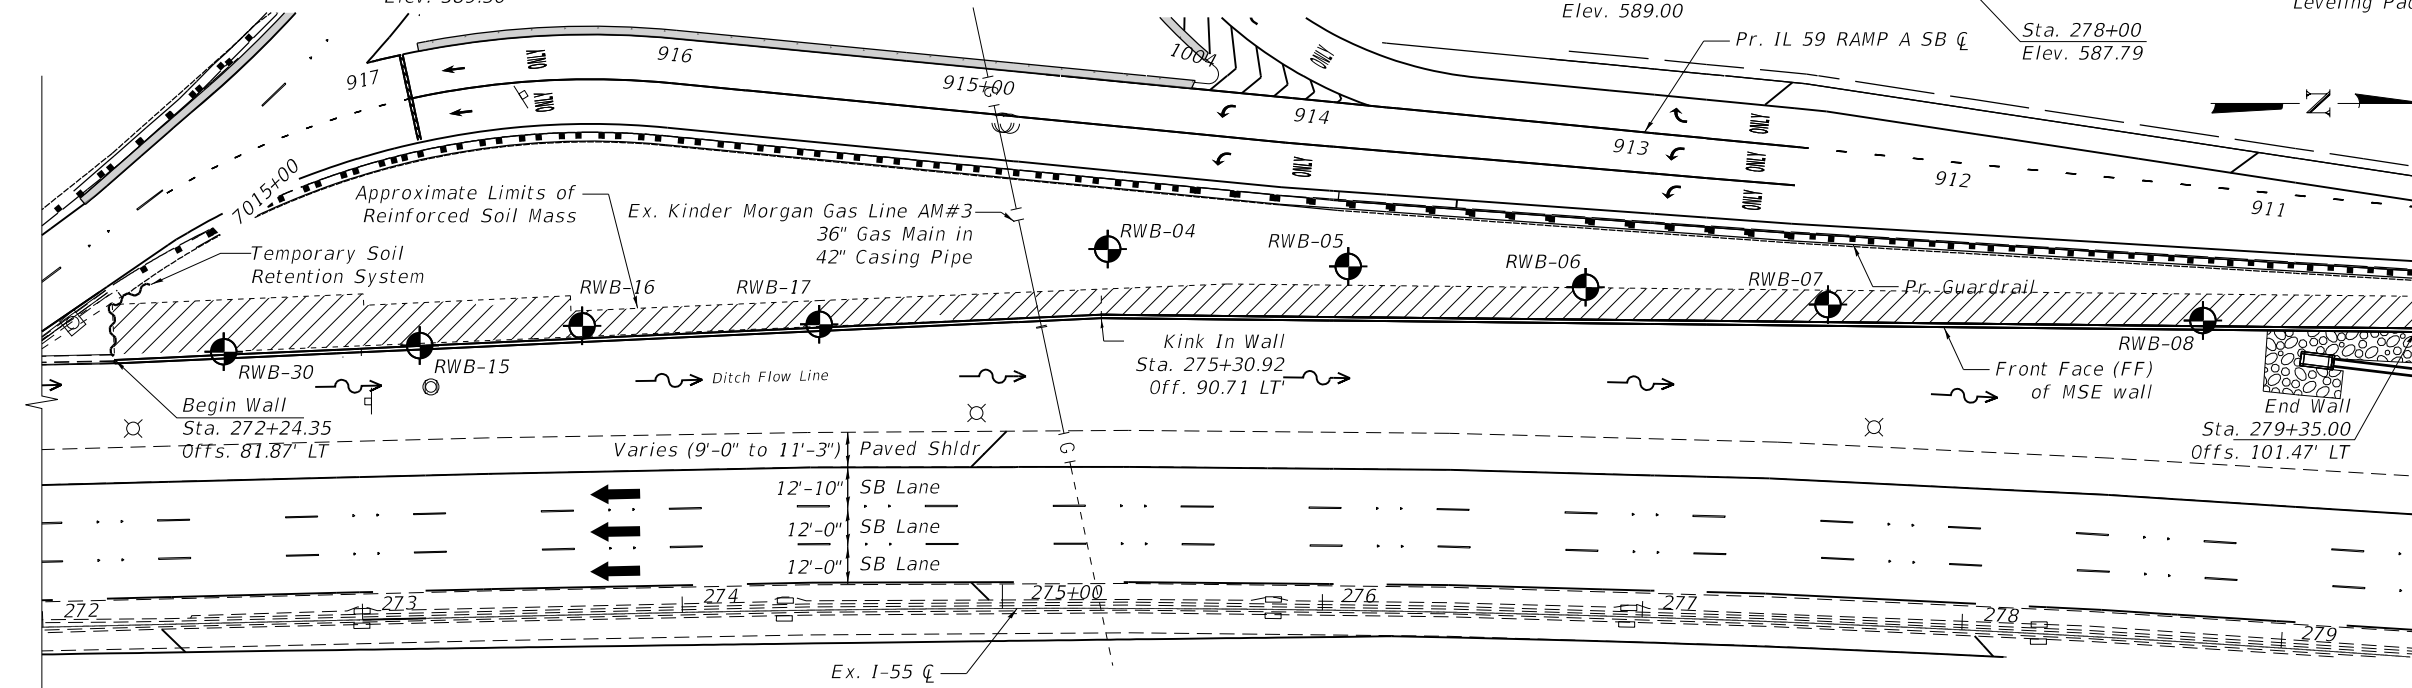 Elev. 589.50
Elev. 589.00
Sta. 278+00
Elev. 587.79
Leveling Pad
Pr. IL 59 RAMP A SB ℄
917
916
915+00
1004
914
913
912
911
ONLY
ONLY
ONLY
ONLY
ONLY
ONLY
ONLY
N
G
7015+00
Approximate Limits of
Reinforced Soil Mass
Ex. Kinder Morgan Gas Line AM#3
36" Gas Main in
42" Casing Pipe
Temporary Soil
Retention System
RWB-04
RWB-05
RWB-06
RWB-07
RWB-16
RWB-17
Pr. Guardrail
RWB-30
RWB-15
RWB-08
Kink In Wall
Sta. 275+30.92
Off. 90.71 LT'
Ditch Flow Line
Front Face (FF)
of MSE wall
Begin Wall
Sta. 272+24.35
Offs. 81.87' LT
End Wall
Sta. 279+35.00
Offs. 101.47' LT
Varies (9'-0" to 11'-3") Paved Shldr
G
12'-10" SB Lane
12'-0" SB Lane
12'-0" SB Lane
272
273
274
275+00
276
277
278
279
Ex. I-55 ℄